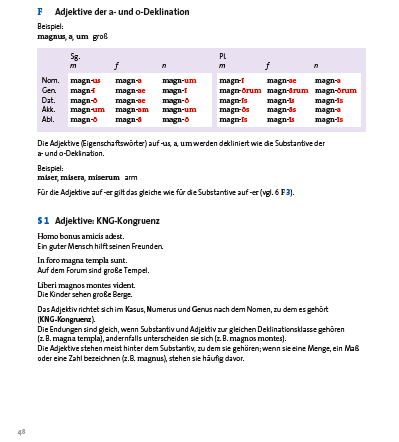 F Adjektive der a- und o-Deklination
Beispiel:
magnus, a, um groß
Sg. Pl.
m f n m f n
Nom. magn-us magn-a magn-um magn-ī magn-ae magn-a
Gen. magn-ī magn-ae magn-ī magn-ōrum magn-ārum magn-ōrum
Dat. magn-ō magn-ae magn-ō magn-īs magn-īs magn-īs
Akk. magn-um magn-am magn-um magn-ōs magn-ās magn-a
Abl. magn-ō magn-ā magn-ō magn-īs magn-īs magn-īs
Die Adjektive (Eigenschaftswörter) auf -us, a, um werden dekliniert wie die Substantive der
a- und o-Deklination.
Beispiel:
miser, misera, miserum arm
Für die Adjektive auf -er gilt das gleiche wie für die Substantive auf -er (vgl. 6 F 3).
S 1 Adjektive: KNG-Kongruenz
Homo bonus amicis adest.
Ein guter Mensch hilft seinen Freunden.
In foro magna templa sunt.
Auf dem Forum sind große Tempel.
Liberi magnos montes vident.
Die Kinder sehen große Berge.
Das Adjektiv richtet sich im Kasus, Numerus und Genus nach dem Nomen, zu dem es gehört
(KNG-Kongruenz).
Die Endungen sind gleich, wenn Substantiv und Adjektiv zur gleichen Deklinationsklasse gehören
(z. B. magna templa), andernfalls unterscheiden sie sich (z. B. magnos montes).
Die Adjektive stehen meist hinter dem Substantiv, zu dem sie gehören; wenn sie eine Menge, ein Maß
oder eine Zahl bezeichnen (z. B. magnus), stehen sie häufig davor.
48